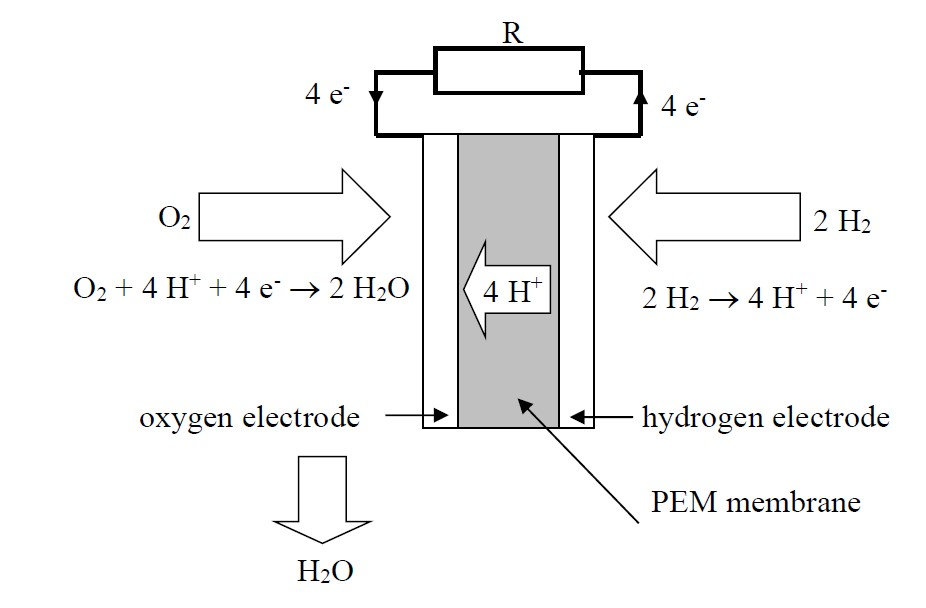 R
4 e⁻
4 e⁻
O₂
2 H₂
O₂ + 4 H⁺ + 4 e⁻ → 2 H₂O
4 H⁺
2 H₂ → 4 H⁺ + 4 e⁻
oxygen electrode
hydrogen electrode
PEM membrane
H₂O